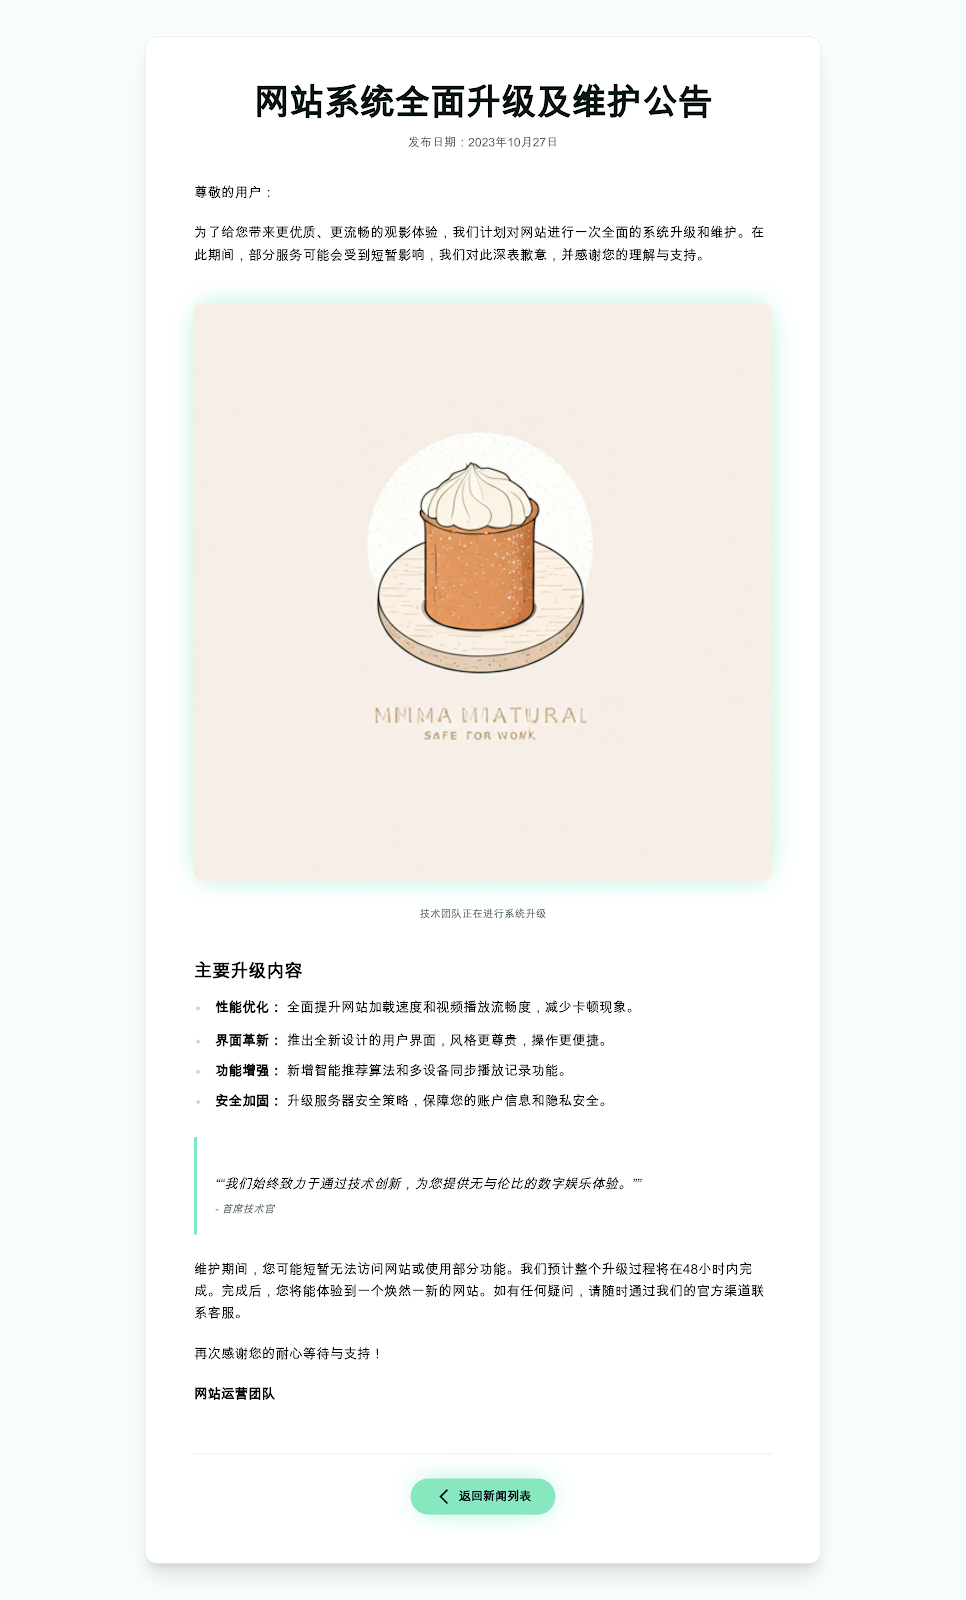 网站系统全面升级及维护公告
发布日期：2023年10月27日
尊敬的用户：
为了给您带来更优质、更流畅的观影体验，我们计划对网站进行一次全面的系统升级和维护。在
此期间，部分服务可能会受到短暂影响，我们对此深表歉意，并感谢您的理解与支持。
SAFE FOR WORK
技术团队正在进行系统升级
主要升级内容
性能优化： 全面提升网站加载速度和视频播放流畅度，减少卡顿现象。
界面革新： 推出全新设计的用户界面，风格更尊贵，操作更便捷。
功能增强： 新增智能推荐算法和多设备同步播放记录功能。
安全加固： 升级服务器安全策略，保障您的账户信息和隐私安全。
““我们始终致力于通过技术创新，为您提供无与伦比的数字娱乐体验。””
- 首席技术官
维护期间，您可能短暂无法访问网站或使用部分功能。我们预计整个升级过程将在48小时内完
成。完成后，您将能体验到一个焕然一新的网站。如有任何疑问，请随时通过我们的官方渠道联
系客服。
再次感谢您的耐心等待与支持！
网站运营团队
返回新闻列表